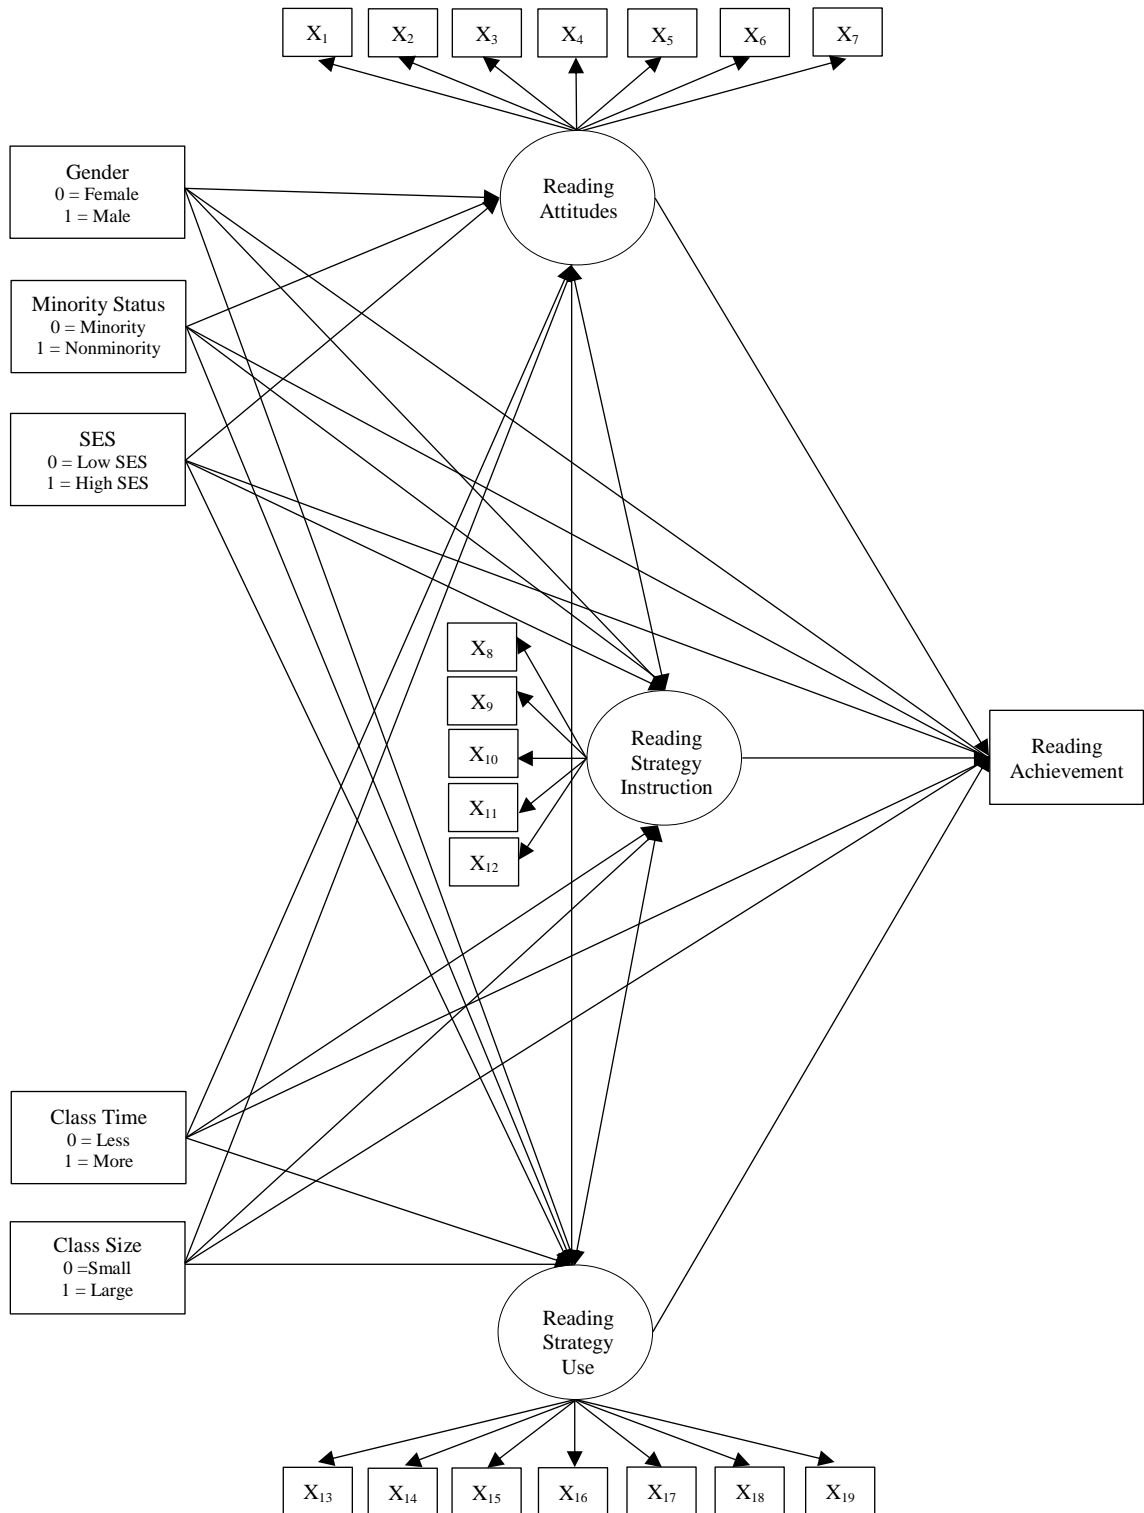 X₁ X₂ X₃ X₄ X₅ X₆ X₇
Gender
0 = Female
1 = Male
Reading
Attitudes
Minority Status
0 = Minority
1 = Nonminority
SES
0 = Low SES
1 = High SES
X₈
X₉
X₁₀
X₁₁
X₁₂
Reading
Strategy
Instruction
Reading
Achievement
Class Time
0 = Less
1 = More
Class Size
0 =Small
1 = Large
Reading
Strategy
Use
X₁₃ X₁₄ X₁₅ X₁₆ X₁₇ X₁₈ X₁₉